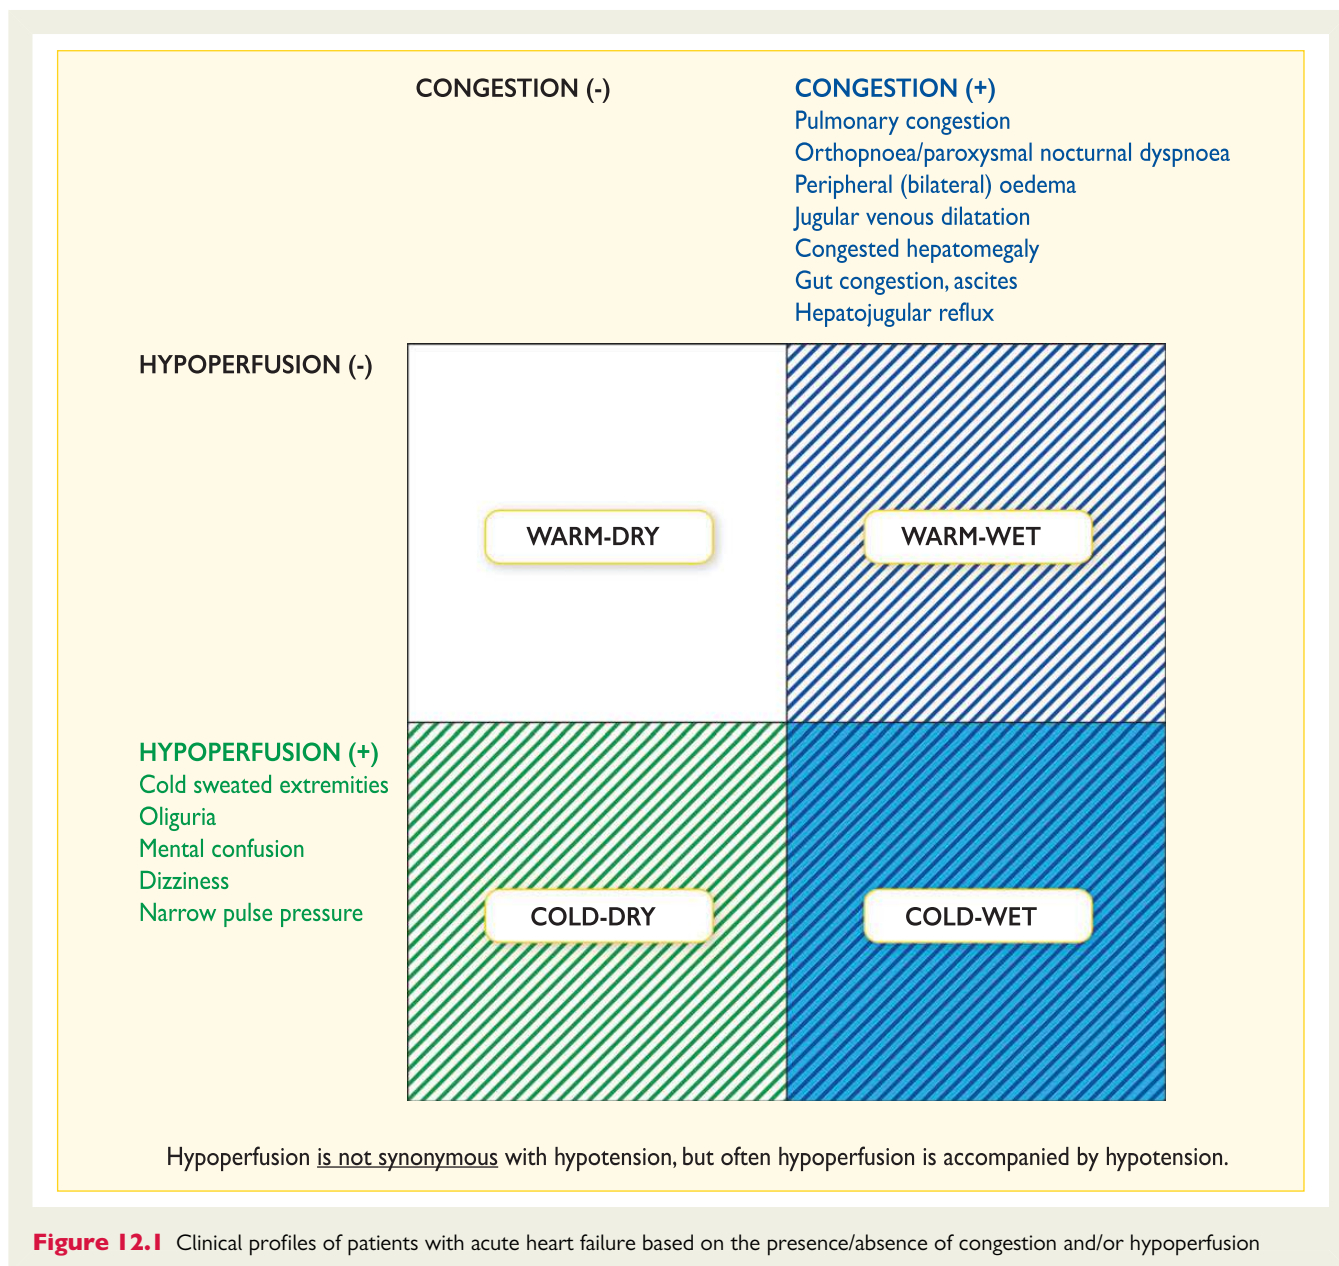 CONGESTION (-)
CONGESTION (+)
Pulmonary congestion
Orthopnoea/paroxysmal nocturnal dyspnoea
Peripheral (bilateral) oedema
Jugular venous dilatation
Congested hepatomegaly
Gut congestion, ascites
Hepatojugular reflux
HYPOPERFUSION (-)
WARM-DRY
WARM-WET
HYPOPERFUSION (+)
Cold sweated extremities
Oliguria
Mental confusion
Dizziness
Narrow pulse pressure
COLD-DRY
COLD-WET
Hypoperfusion is not synonymous with hypotension, but often hypoperfusion is accompanied by hypotension.
Figure 12.1 Clinical profiles of patients with acute heart failure based on the presence/absence of congestion and/or hypoperfusion